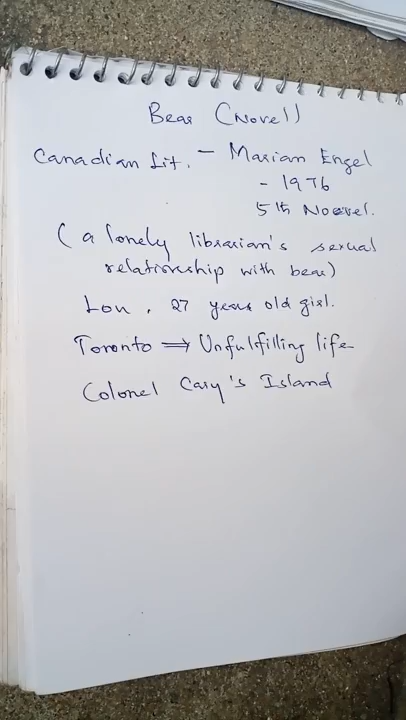 Bear (Novel)
Canadian Lit. - Marian Engel
- 1976
5th Noovel.
(a lonely librarian's sexual
relationship with bear)
Lou, 27 years old girl.
Toronto ⇒ Unfulfilling life
Colonel Cary's Island